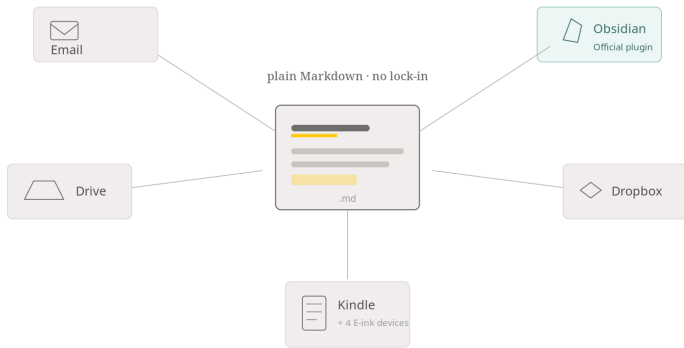 Email
Obsidian
Official plugin
plain Markdown · no lock-in
.md
Drive
Dropbox
Kindle
+ 4 E-ink devices